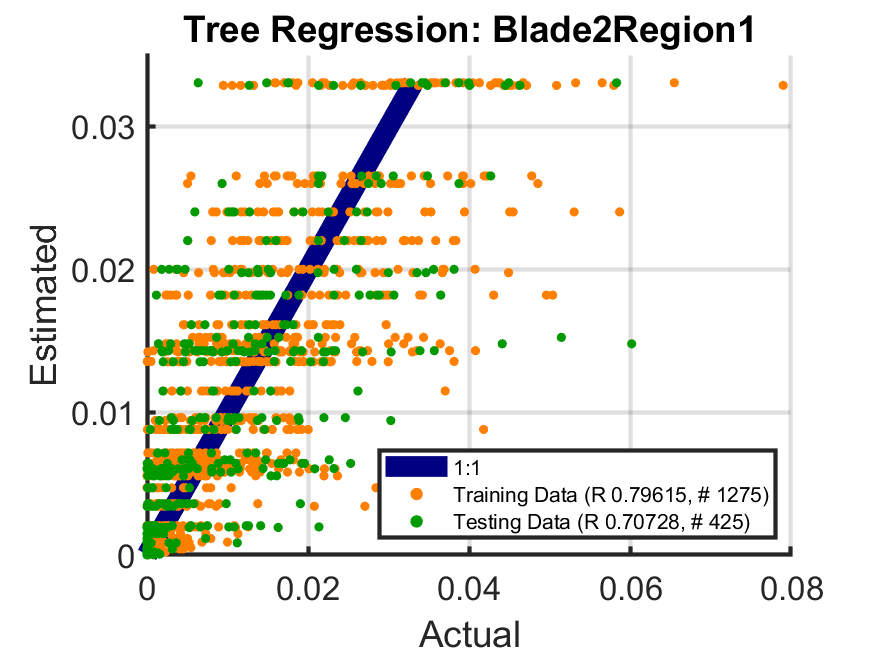 Tree Regression: Blade2Region1
Estimated
0.03
0.02
0.01
0
0
0.02
0.04
0.06
0.08
Actual
1:1
Training Data (R 0.79615, # 1275)
Testing Data (R 0.70728, # 425)